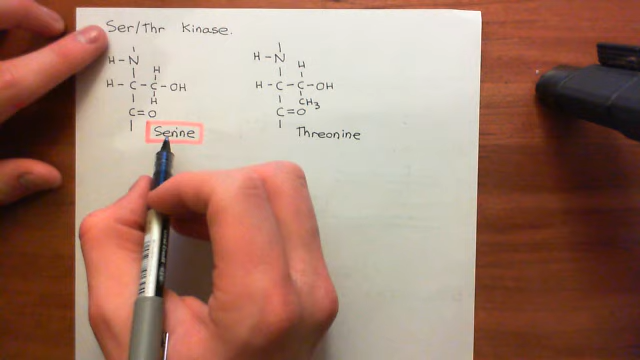 Ser/Thr Kinase.
H-N
H
H-C-C-OH
H
C=O
Serine
H-N
H
H-C-C-OH
CH3
C=O
Threonine